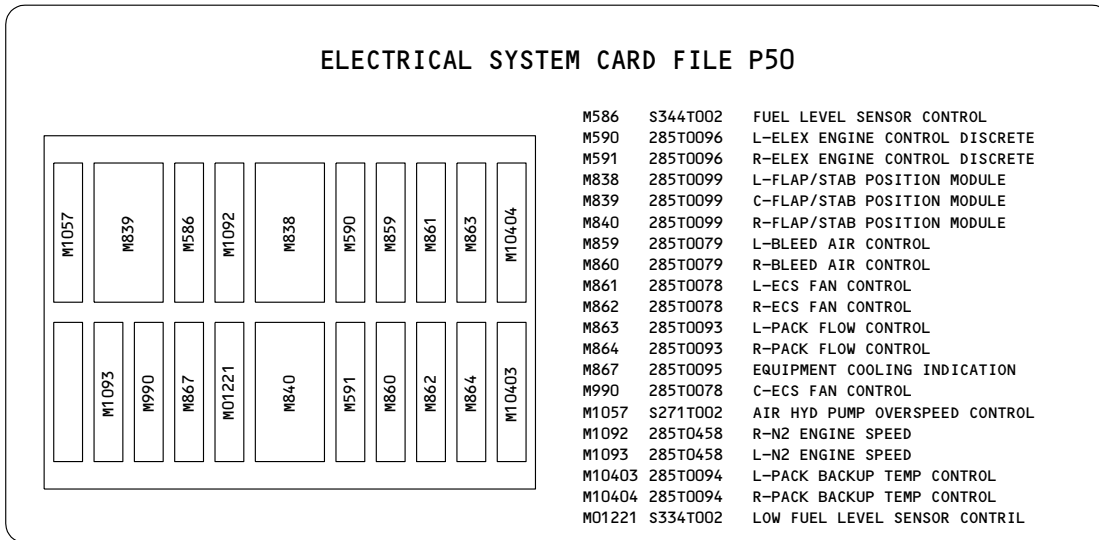 ELECTRICAL SYSTEM CARD FILE P50
M1057 M839 M586 M1092 M838 M590 M859 M861 M863 M10404
M1093 M990 M867 M01221 M840 M591 M860 M862 M864 M10403
M586 S344T002 FUEL LEVEL SENSOR CONTROL
M590 285T0096 L-ELEX ENGINE CONTROL DISCRETE
M591 285T0096 R-ELEX ENGINE CONTROL DISCRETE
M838 285T0099 L-FLAP/STAB POSITION MODULE
M839 285T0099 C-FLAP/STAB POSITION MODULE
M840 285T0099 R-FLAP/STAB POSITION MODULE
M859 285T0079 L-BLEED AIR CONTROL
M860 285T0079 R-BLEED AIR CONTROL
M861 285T0078 L-ECS FAN CONTROL
M862 285T0078 R-ECS FAN CONTROL
M863 285T0093 L-PACK FLOW CONTROL
M864 285T0093 R-PACK FLOW CONTROL
M867 285T0095 EQUIPMENT COOLING INDICATION
M990 285T0078 C-ECS FAN CONTROL
M1057 S271T002 AIR HYD PUMP OVERSPEED CONTROL
M1092 285T0458 R-N2 ENGINE SPEED
M1093 285T0458 L-N2 ENGINE SPEED
M10403 285T0094 L-PACK BACKUP TEMP CONTROL
M10404 285T0094 R-PACK BACKUP TEMP CONTROL
M01221 S334T002 LOW FUEL LEVEL SENSOR CONTRIL